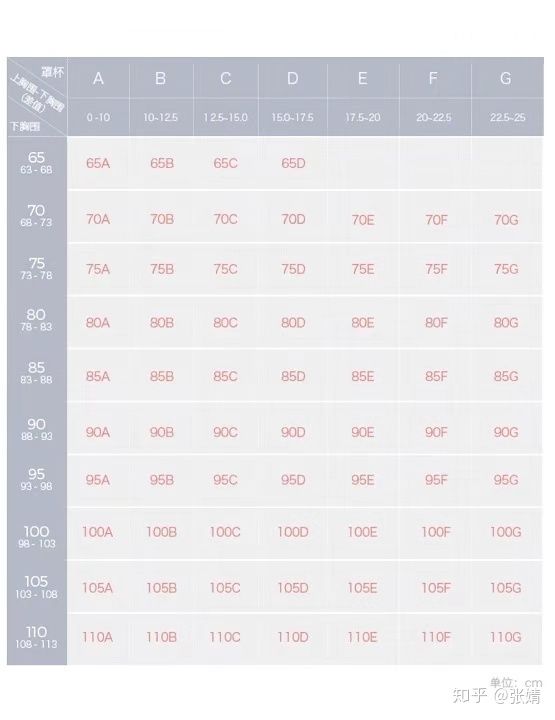 罩杯 A B C D E F G
上胸围-下胸围
(差值)
下胸围 0-10 10-12.5 12.5-15.0 15.0-17.5 17.5-20 20-22.5 22.5-25
65 65A 65B 65C 65D
63-68
70 70A 70B 70C 70D 70E 70F 70G
68-73
75 75A 75B 75C 75D 75E 75F 75G
73-78
80 80A 80B 80C 80D 80E 80F 80G
78-83
85 85A 85B 85C 85D 85E 85F 85G
83-88
90 90A 90B 90C 90D 90E 90F 90G
88-93
95 95A 95B 95C 95D 95E 95F 95G
93-98
100 100A 100B 100C 100D 100E 100F 100G
98-103
105 105A 105B 105C 105D 105E 105F 105G
103-108
110 110A 110B 110C 110D 110E 110F 110G
108-113
单位：cm
知乎 @张婧